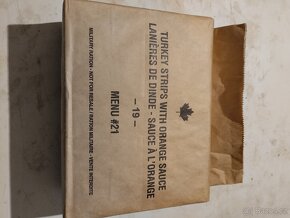 TURKEY STRIPS WITH ORANGE SAUCE
LANIÈRES DE DINDE - SAUCE À L'ORANGE
– 19 –
MENU #21
MILITARY RATION - NOT FOR RESALE / RATION MILITAIRE - VENTE INTERDITE